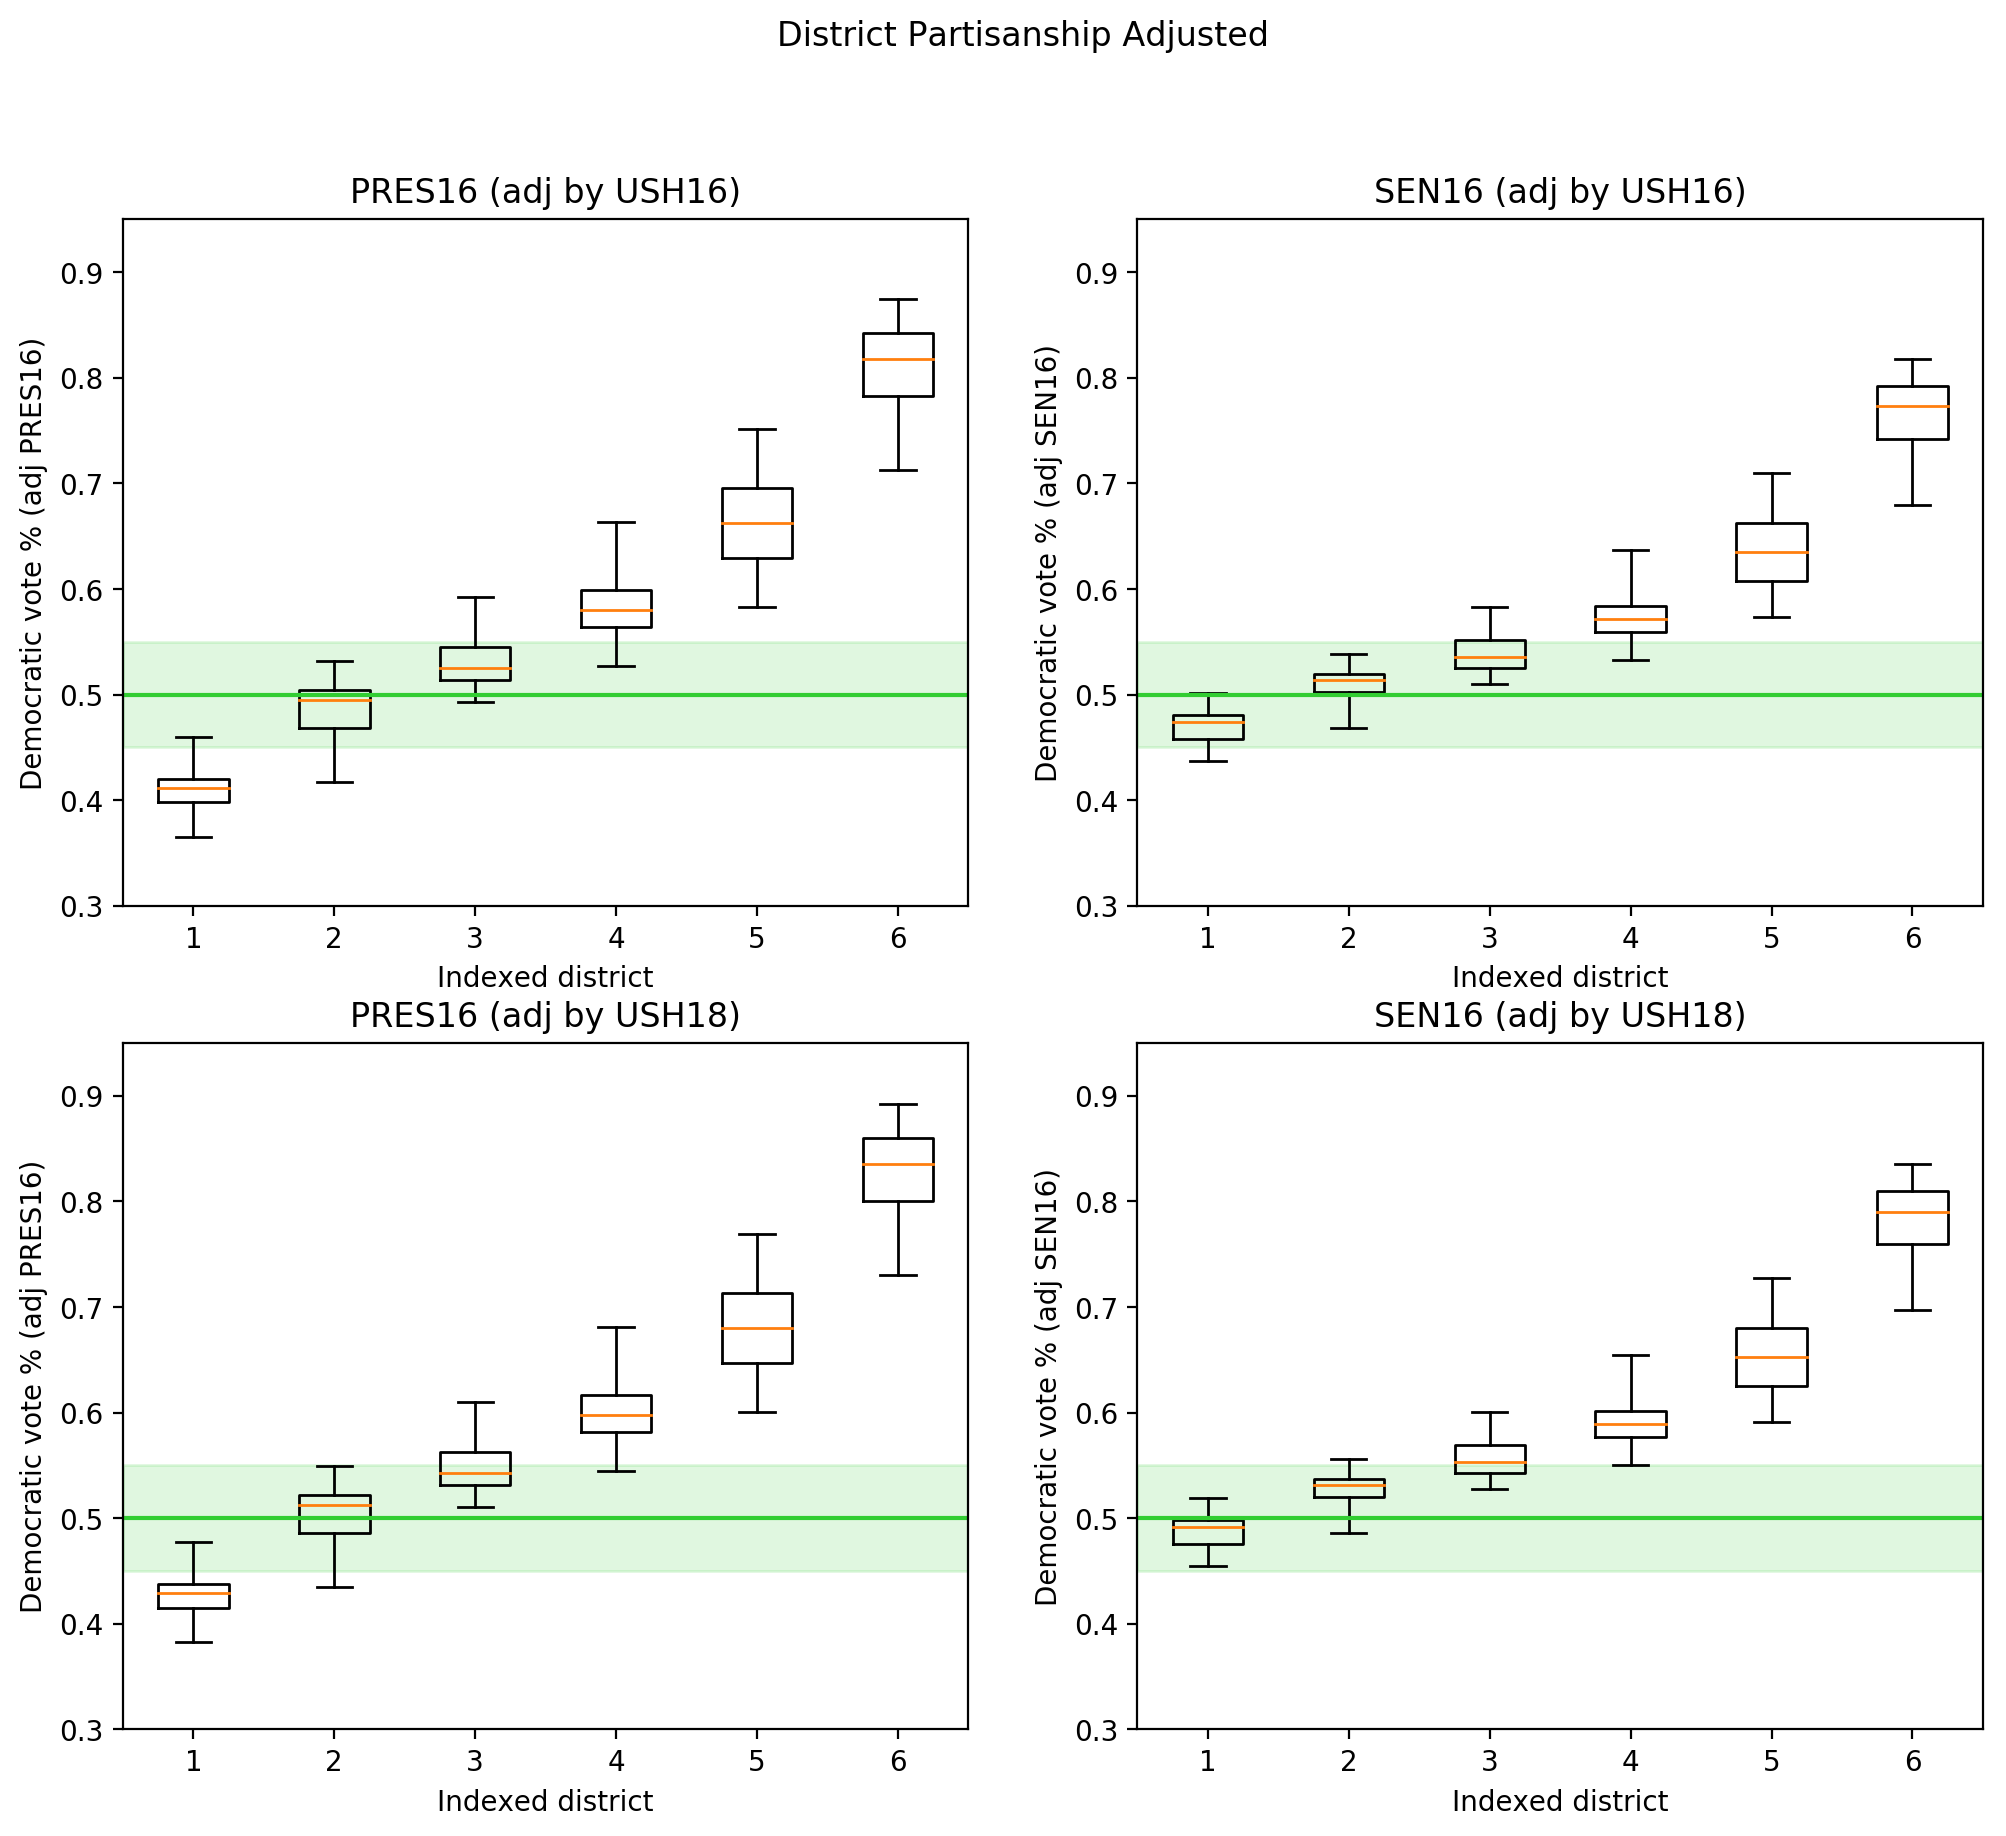 District Partisanship Adjusted
PRES16 (adj by USH16)
Democratic vote % (adj PRES16)
0.9
0.8
0.7
0.6
0.5
0.4
0.3
1 2 3 4 5 6
Indexed district
SEN16 (adj by USH16)
Democratic vote % (adj SEN16)
0.9
0.8
0.7
0.6
0.5
0.4
0.3
1 2 3 4 5 6
Indexed district
PRES16 (adj by USH18)
Democratic vote % (adj PRES16)
0.9
0.8
0.7
0.6
0.5
0.4
0.3
1 2 3 4 5 6
Indexed district
SEN16 (adj by USH18)
Democratic vote % (adj SEN16)
0.9
0.8
0.7
0.6
0.5
0.4
0.3
1 2 3 4 5 6
Indexed district